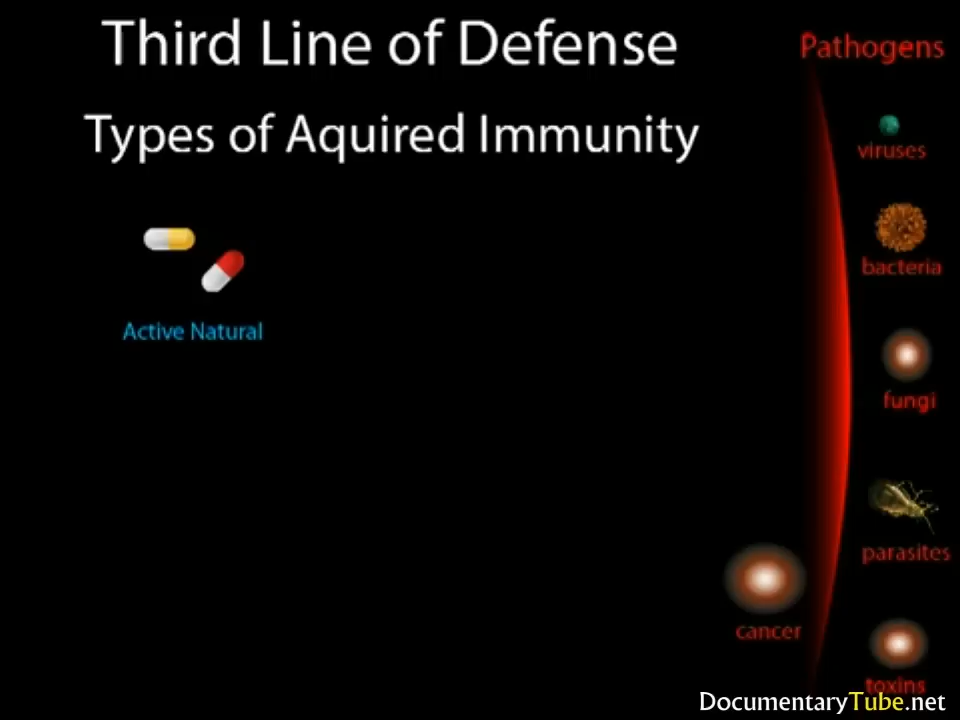 Third Line of Defense
Types of Aquired Immunity
Active Natural
Pathogens
viruses
bacteria
fungi
parasites
cancer
toxins
DocumentaryTube.net